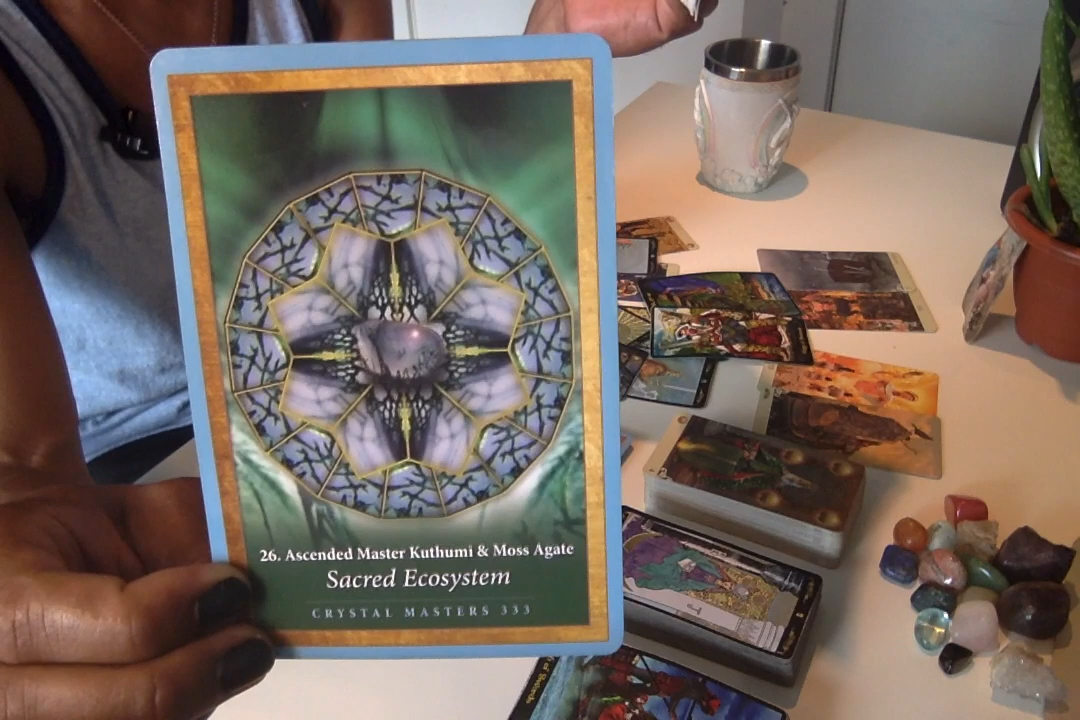 26. Ascended Master Kuthumi & Moss Agate
Sacred Ecosystem
CRYSTAL MASTERS 333